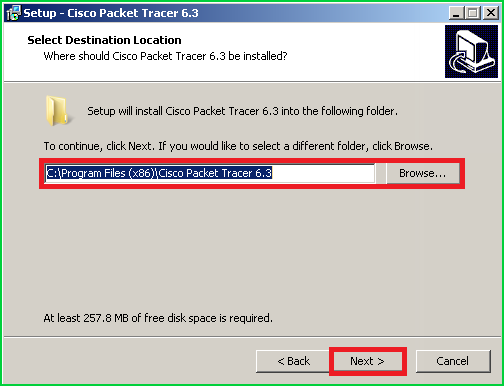 Setup - Cisco Packet Tracer 6.3
Select Destination Location
Where should Cisco Packet Tracer 6.3 be installed?
Setup will install Cisco Packet Tracer 6.3 into the following folder.
To continue, click Next. If you would like to select a different folder, click Browse.
C:\Program Files (x86)\Cisco Packet Tracer 6.3
Browse...
At least 257.8 MB of free disk space is required.
< Back
Next >
Cancel